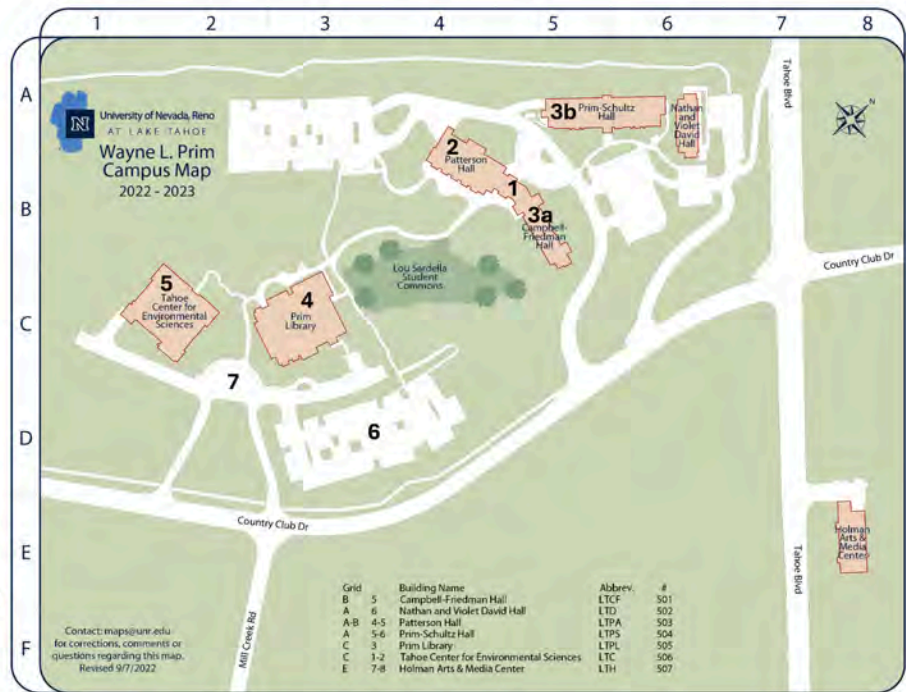 1 2 3 4 5 6 7 8
A
B
C
D
E
F
N
University of Nevada, Reno
AT LAKE TAHOE
Wayne L. Prim
Campus Map
2022 - 2023
N
Tahoe Blvd
3b
Prim-Schultz
Hall
Nathan
and
Violet
David
Hall
2
Patterson
Hall
1
3a
Campbell-
Friedman
Hall
Lou Sardella
Student
Commons
Country Club Dr
5
Tahoe
Center for
Environmental
Sciences
4
Prim
Library
7
6
Country Club Dr
Mill Creek Rd
Tahoe Blvd
Holman
Arts &
Media
Center
Grid Building Name Abbrev. #
B 5 Campbell-Friedman Hall LTCF 501
A 6 Nathan and Violet David Hall LTD 502
A-B 4-5 Patterson Hall LTPA 503
A 5-6 Prim-Schultz Hall LTPS 504
C 3 Prim Library LTPL 505
C 1-2 Tahoe Center for Environmental Sciences LTC 506
E 7-8 Holman Arts & Media Center LTH 507
Contact: maps@unr.edu
for corrections, comments or
questions regarding this map.
Revised 9/7/2022